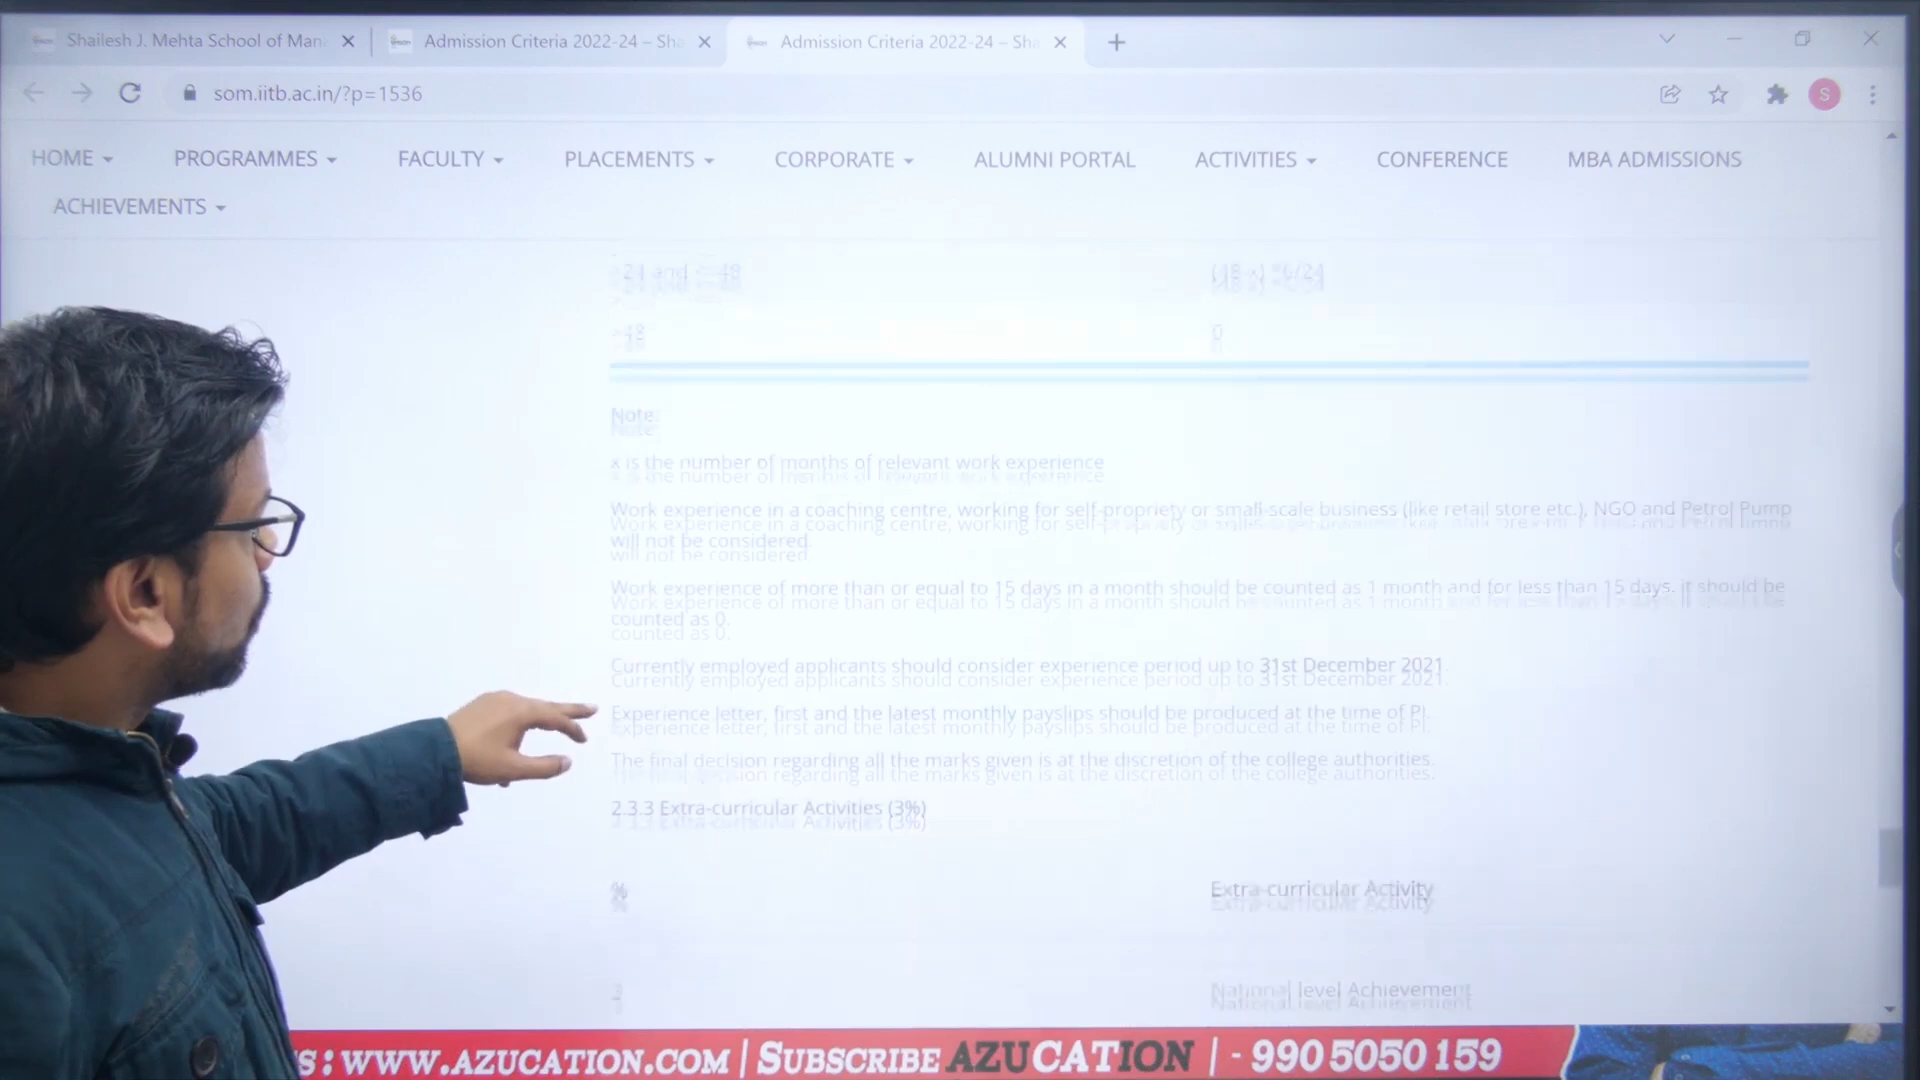 Shailesh J. Mehta School of Man
Admission Criteria 2022-24 – Sha
Admission Criteria 2022-24 – Sha
som.iitb.ac.in/?p=1536
S
HOME PROGRAMMES FACULTY PLACEMENTS CORPORATE ALUMNI PORTAL ACTIVITIES CONFERENCE MBA ADMISSIONS
ACHIEVEMENTS
>24 and <=48
>48 0
Note:
x is the number of months of relevant work experience
Work experience in a coaching centre, working for self-propriety or small-scale business (like retail store etc.), NGO and Petrol Pump
will not be considered.
Work experience of more than or equal to 15 days in a month should be counted as 1 month and for less than 15 days, it should be
counted as 0.
Currently employed applicants should consider experience period up to 31st December 2021.
Experience letter, first and the latest monthly payslips should be produced at the time of PI.
The final decision regarding all the marks given is at the discretion of the college authorities.
2.3.3 Extra-curricular Activities (3%)
% Extra-curricular Activity
3 National level Achievement
S : WWW.AZUCATION.COM | SUBSCRIBE AZUCATION | - 990 5050 159